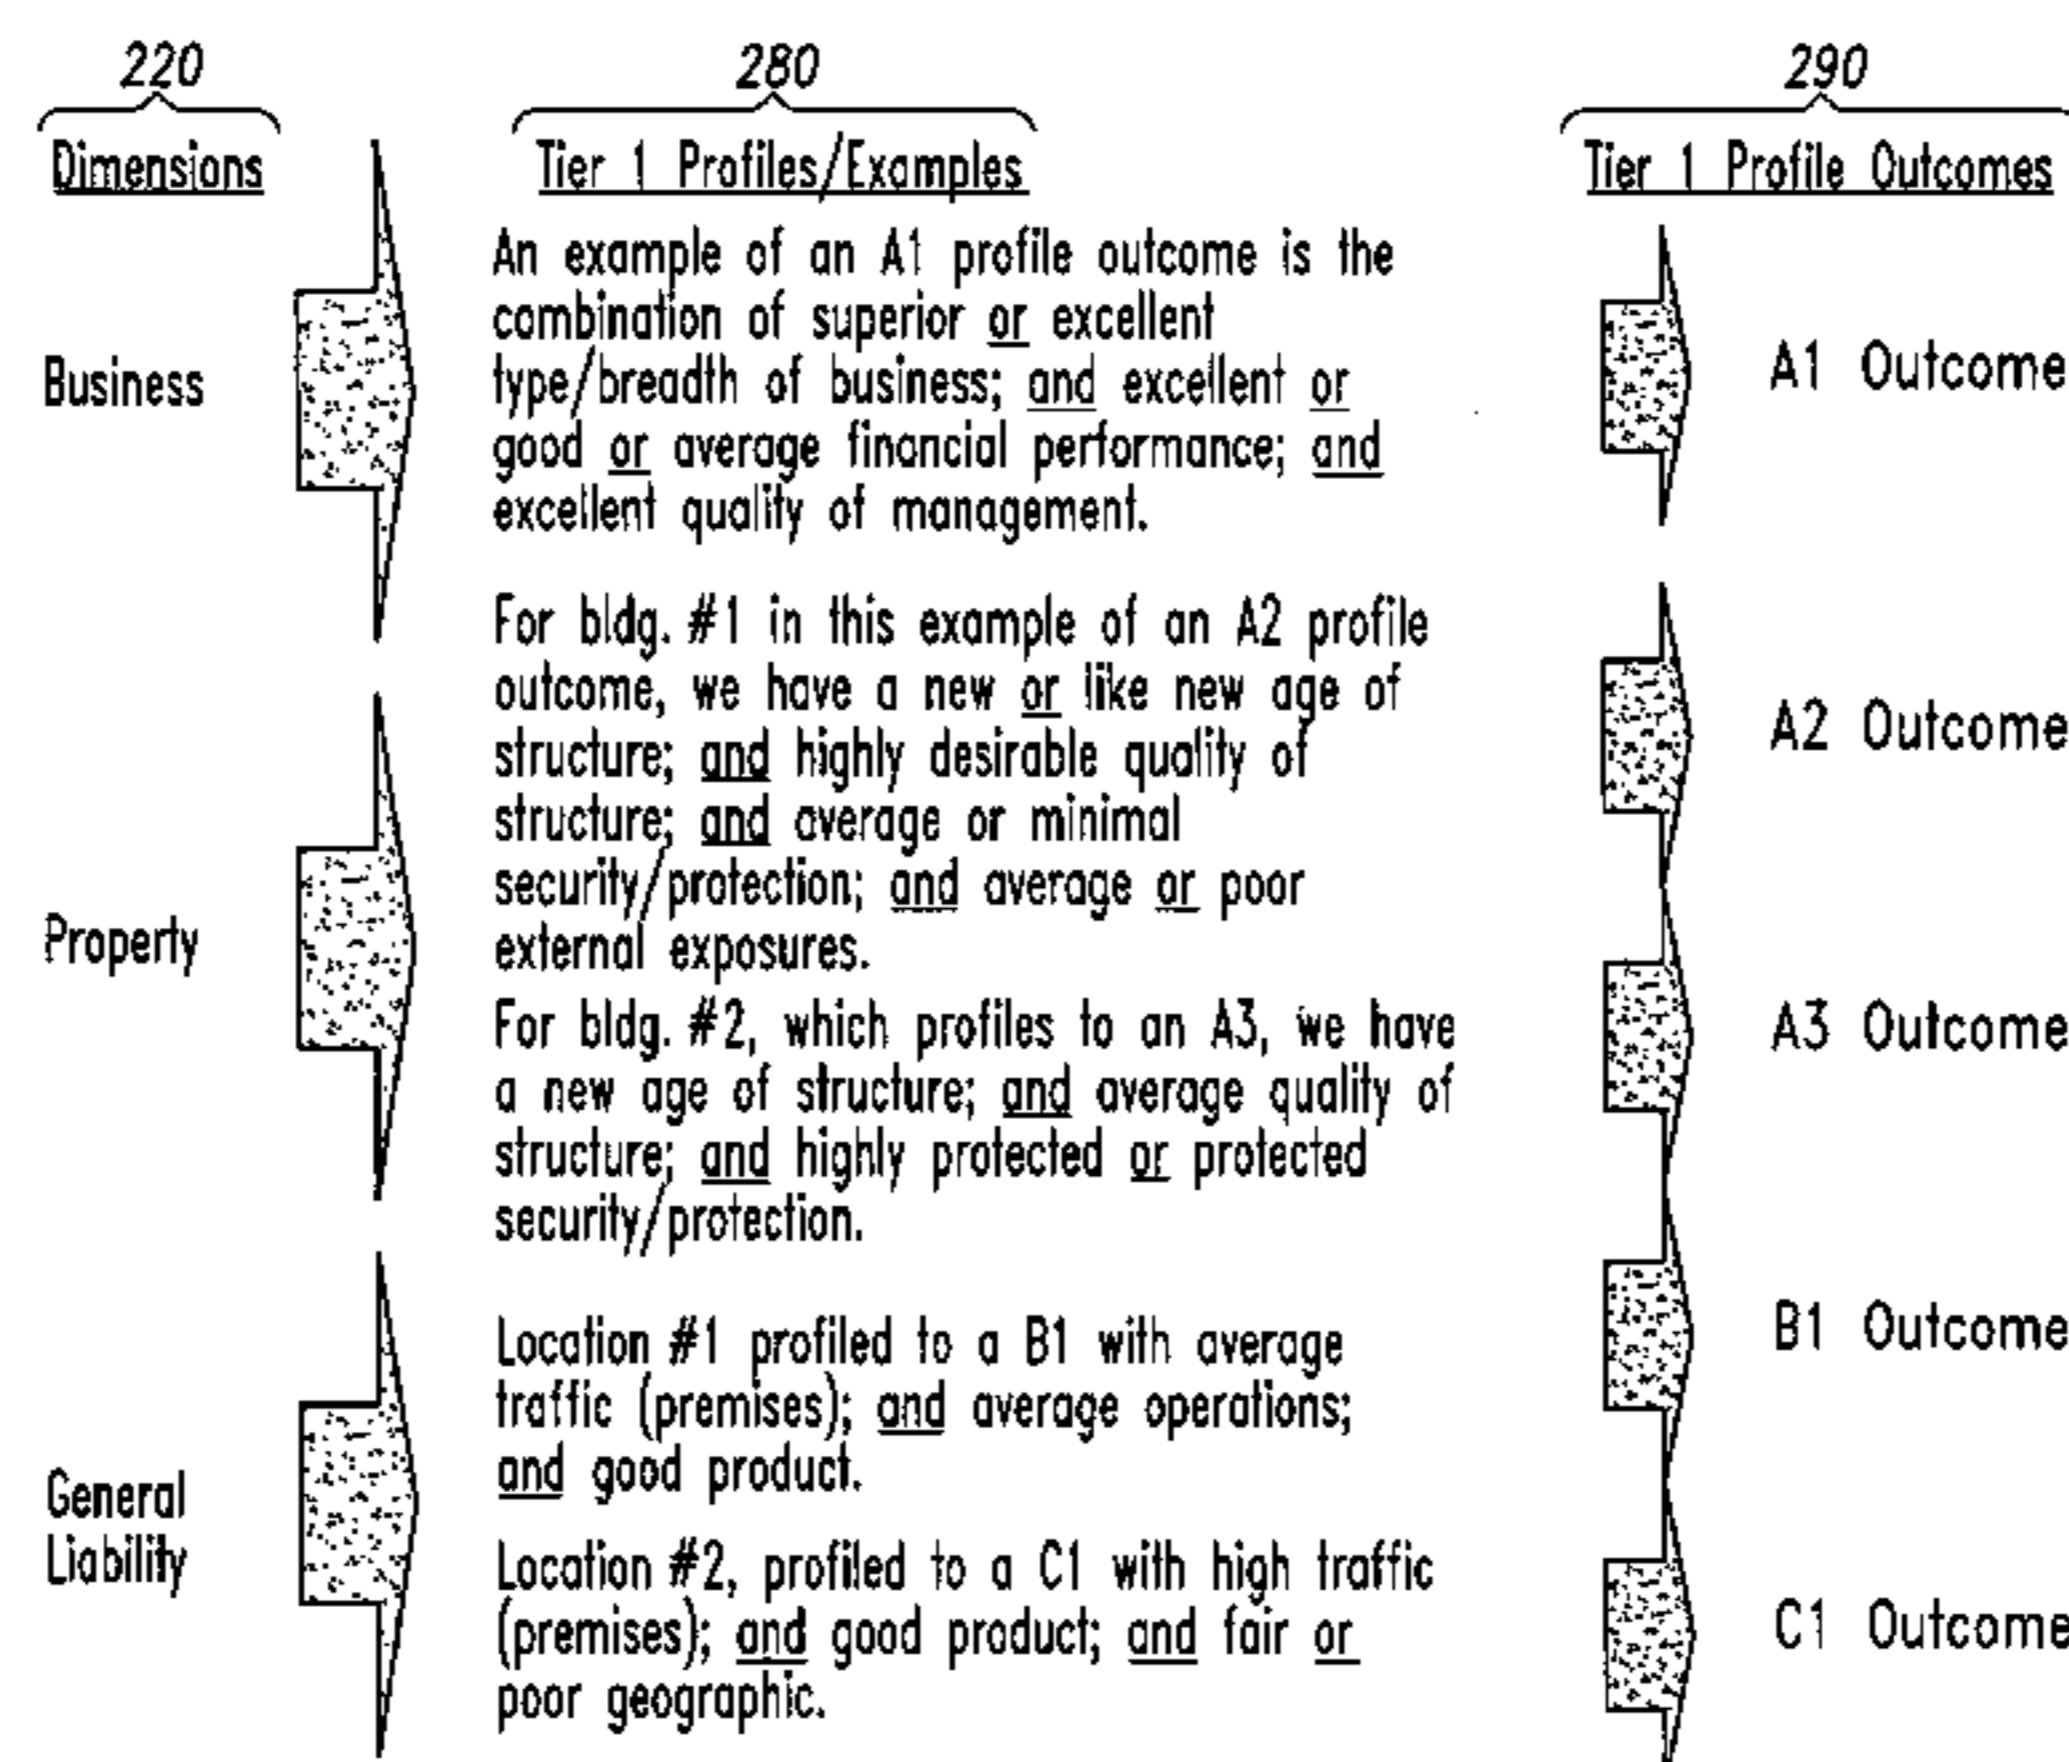 220
280
290
Dimensions
Tier 1 Profiles/Examples
Tier 1 Profile Outcomes
Business
An example of an A1 profile outcome is the
combination of superior or excellent
type/breadth of business; and excellent or
good or average financial performance; and
excellent quality of management.
A1 Outcome
Property
For bldg. #1 in this example of an A2 profile
outcome, we have a new or like new age of
structure; and highly desirable quality of
structure; and average or minimal
security/protection; and average or poor
external exposures.
A2 Outcome
For bldg. #2, which profiles to an A3, we have
a new age of structure; and average quality of
structure; and highly protected or protected
security/protection.
A3 Outcome
General
Liability
Location #1 profiled to a B1 with average
traffic (premises); and average operations;
and good product.
B1 Outcome
Location #2, profiled to a C1 with high traffic
(premises); and good product; and fair or
poor geographic.
C1 Outcome